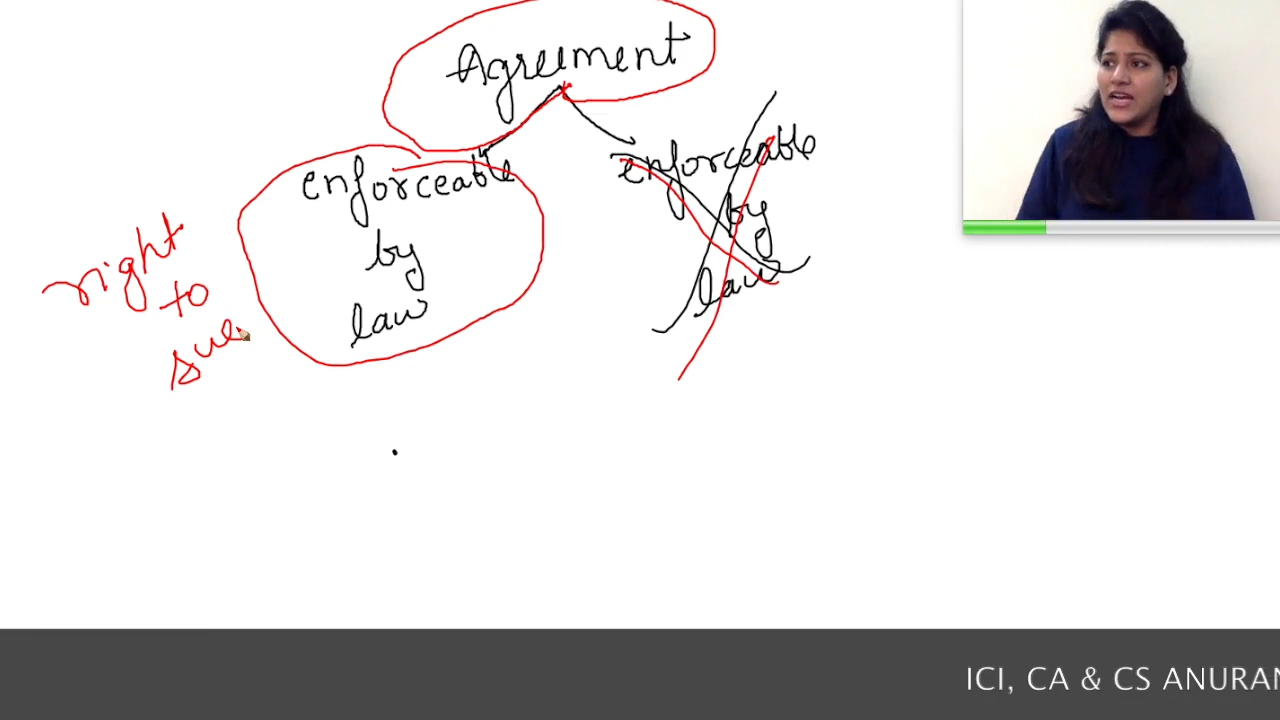 Agreement
enforceable
by
law
enforceable
by
law
right
to
sue
ICI, CA & CS ANURAN